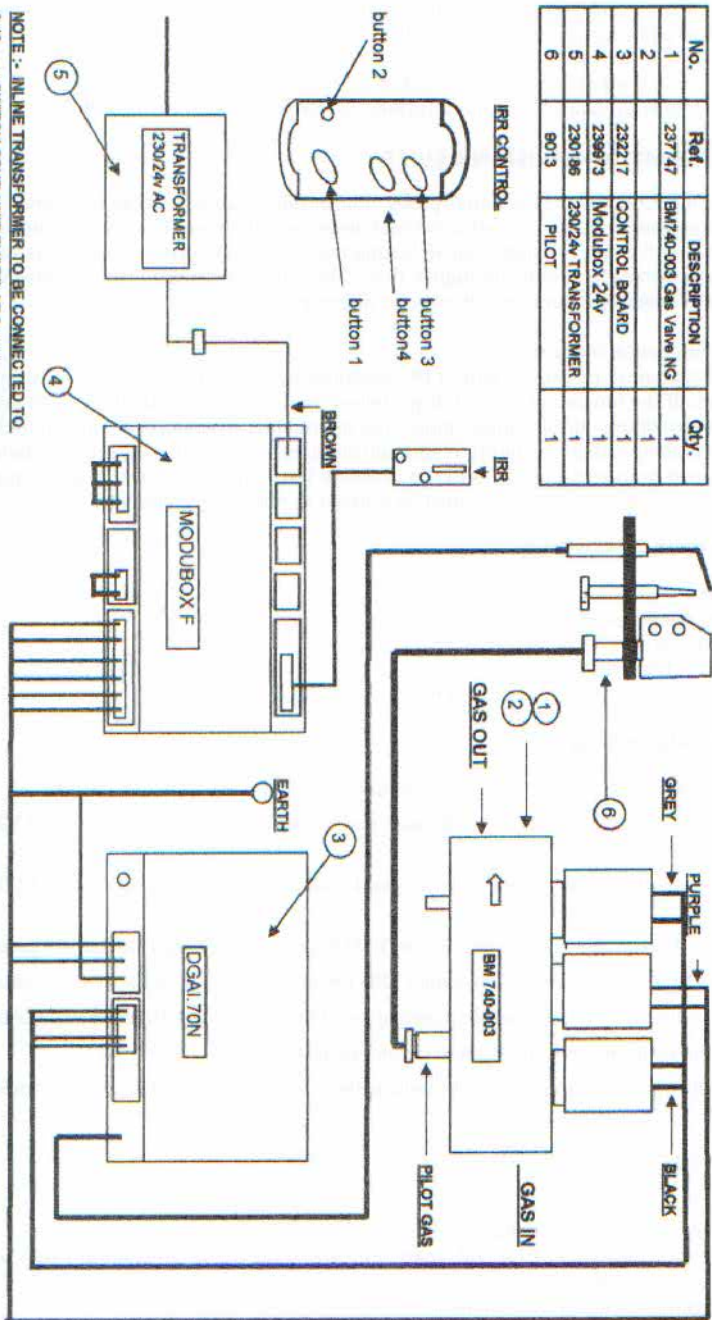 No. Ref. DESCRIPTION Qty.
1 237747 BM740-003 Gas Valve NG 1
2 1
3 232217 CONTROL BOARD 1
4 239973 Modubox 24v 1
5 230186 230/24v TRANSFORMER 1
6 9013 PILOT 1
IRR CONTROL
button 3
button4
button 1
button 2
IRR
BROWN
TRANSFORMER
230/24v AC
5
4
MODUBOX F
EARTH
3
DGAI.70N
6
1
2
GAS OUT
GREY
PURPLE
BLACK
BM 740-003
GAS IN
PILOT GAS
NOTE :- INLINE TRANSFORMER TO BE CONNECTED TO